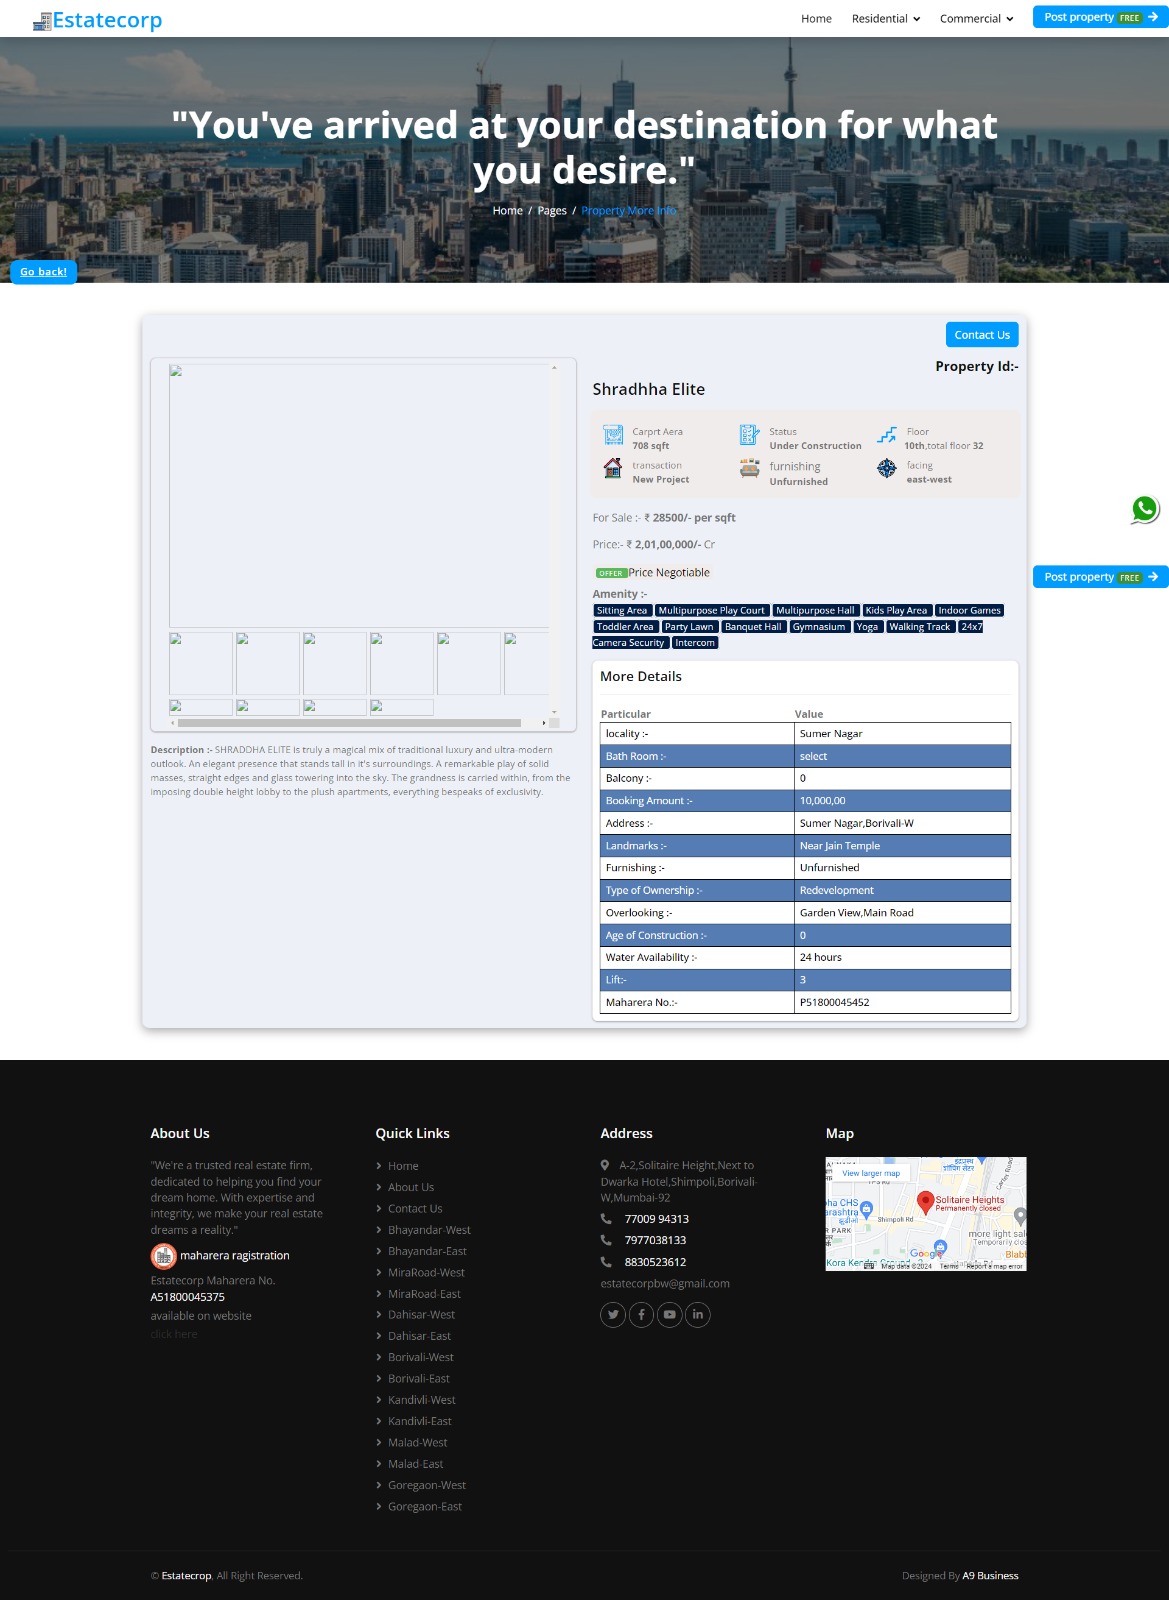 Estatecorp
Home
Residential
Commercial
Post property FREE
"You've arrived at your destination for what
you desire."
Home / Pages / Property More Info
Go back!
Contact Us
Property Id:-
Shradhha Elite
Carprt Aera
708 sqft
Status
Under Construction
Floor
10th,total floor 32
transaction
New Project
furnishing
Unfurnished
facing
east-west
For Sale :- ₹ 28500/- per sqft
Price:- ₹ 2,01,00,000/- Cr
OFFER Price Negotiable
Amenity :-
Sitting Area Multipurpose Play Court Multipurpose Hall Kids Play Area Indoor Games
Toddler Area Party Lawn Banquet Hall Gymnasium Yoga Walking Track 24x7
Camera Security Intercom
Post property FREE
Description :- SHRADDHA ELITE is truly a magical mix of traditional luxury and ultra-modern
outlook. An elegant presence that stands tall in it's surroundings. A remarkable play of solid
masses, straight edges and glass towering into the sky. The grandness is carried within, from the
imposing double height lobby to the plush apartments, everything bespeaks of exclusivity.
More Details
Particular Value
locality :- Sumer Nagar
Bath Room :- select
Balcony :- 0
Booking Amount :- 10,000,00
Address :- Sumer Nagar,Borivali-W
Landmarks :- Near Jain Temple
Furnishing :- Unfurnished
Type of Ownership :- Redevelopment
Overlooking :- Garden View,Main Road
Age of Construction :- 0
Water Availability :- 24 hours
Lift:- 3
Maharera No.:- P51800045452
About Us
"We're a trusted real estate firm,
dedicated to helping you find your
dream home. With expertise and
integrity, we make your real estate
dreams a reality."
maharera ragistration
Estatecorp Maharera No.
A51800045375
available on website
click here
Quick Links
Home
About Us
Contact Us
Bhayandar-West
Bhayandar-East
MiraRoad-West
MiraRoad-East
Dahisar-West
Dahisar-East
Borivali-West
Borivali-East
Kandivli-West
Kandivli-East
Malad-West
Malad-East
Goregaon-West
Goregaon-East
Address
A-2,Solitaire Height,Next to
Dwarka Hotel,Shimpoli,Borivali-
W,Mumbai-92
77009 94313
7977038133
8830523612
estatecorpbw@gmail.com
Map
View larger map
Solitaire Heights
Permanently closed
Shimpoli Rd
R PARK
more light sal
Temporarily clo
Google
Map data ©2024 Terms Report a map error
© Estatecrop, All Right Reserved.
Designed By A9 Business